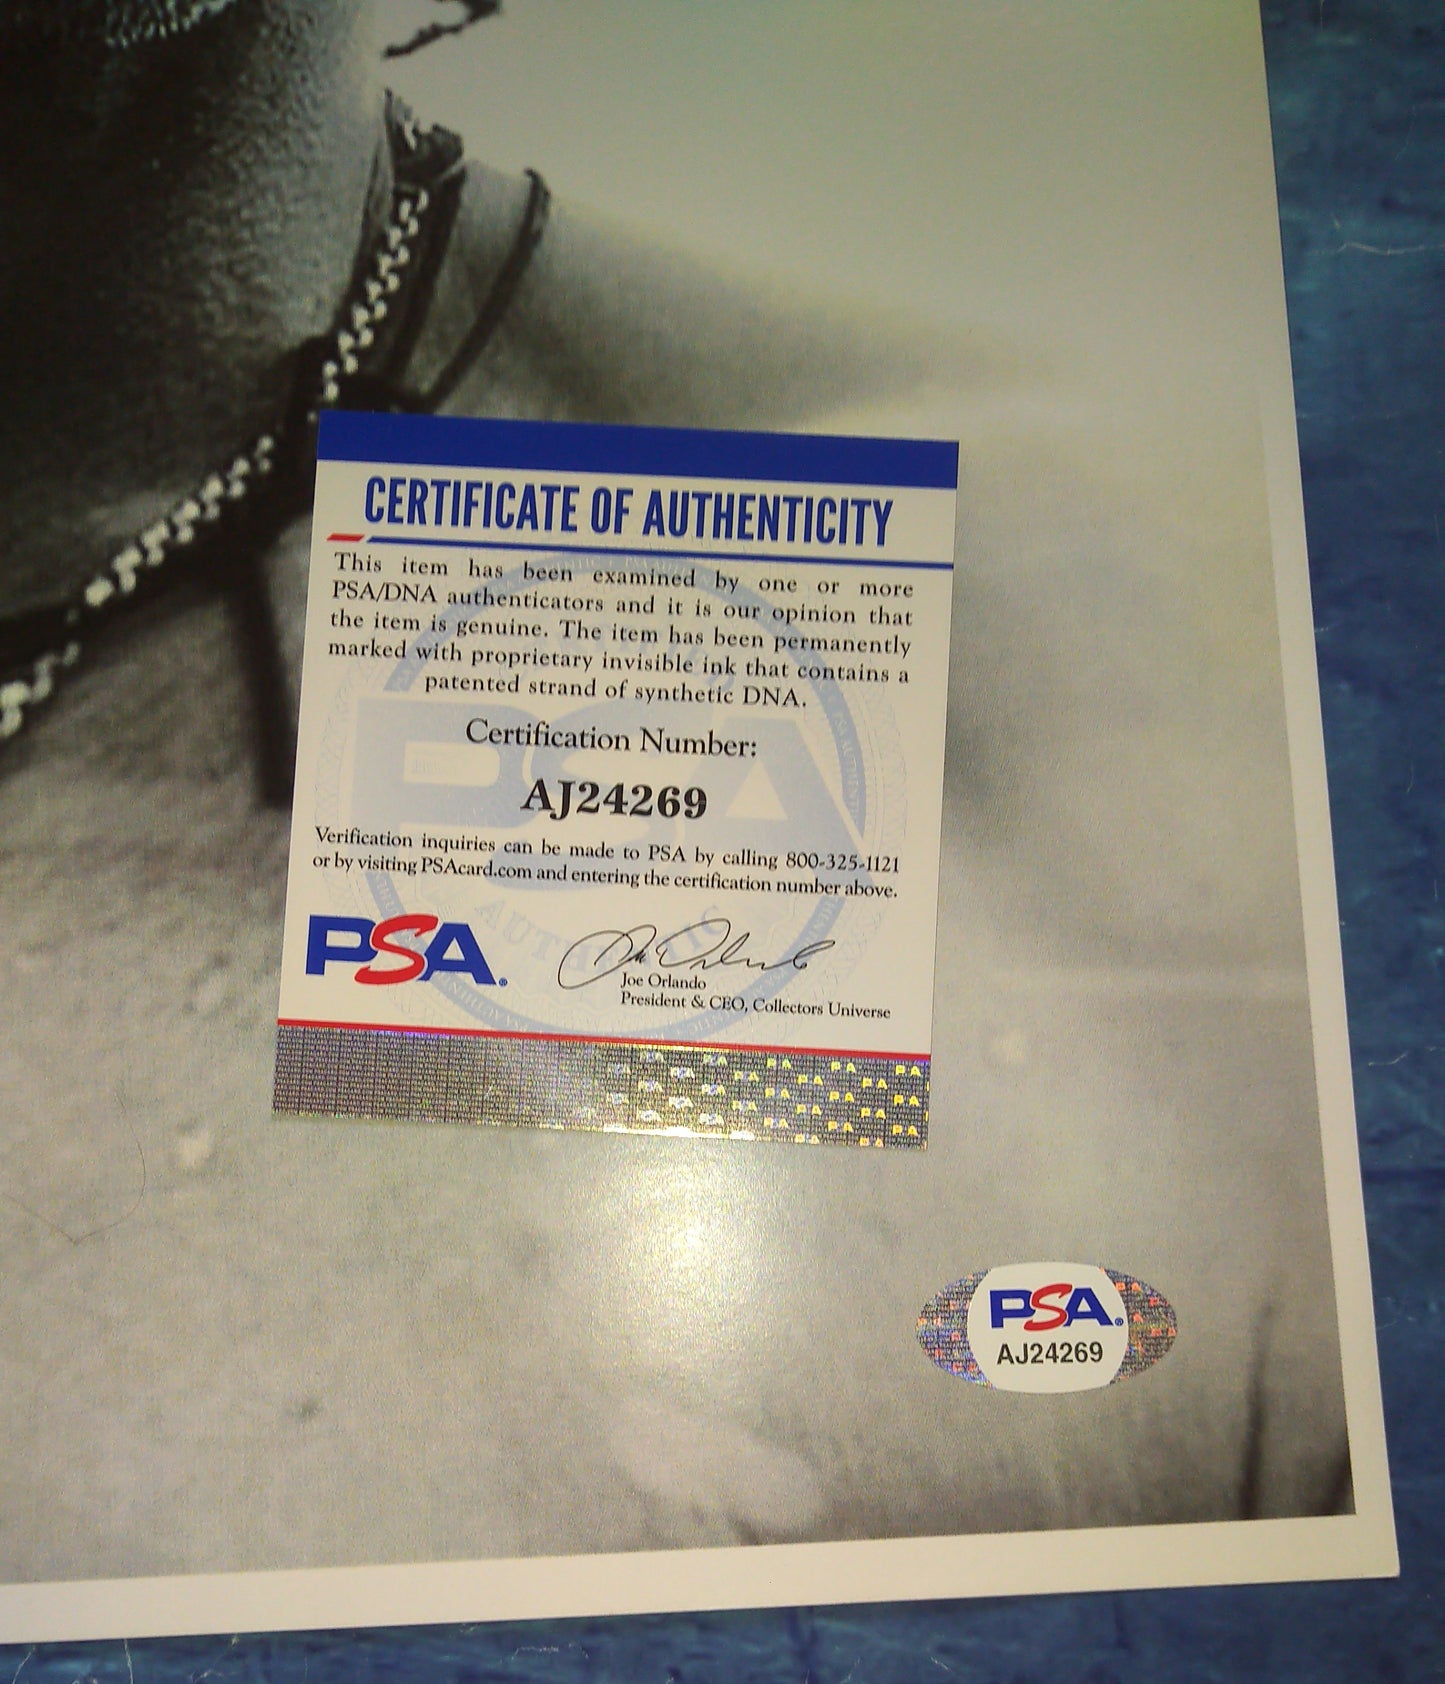 CERTIFICATE OF AUTHENTICITY
This item has been examined by one or more
PSA/DNA authenticators and it is our opinion that
the item is genuine. The item has been permanently
marked with proprietary invisible ink that contains a
patented strand of synthetic DNA.
Certification Number:
AJ24269
Verification inquiries can be made to PSA by calling 800-325-1121
or by visiting PSAcard.com and entering the certification number above.
PSA.
Joe Orlando
President & CEO, Collectors Universe
PSA.
AJ24269